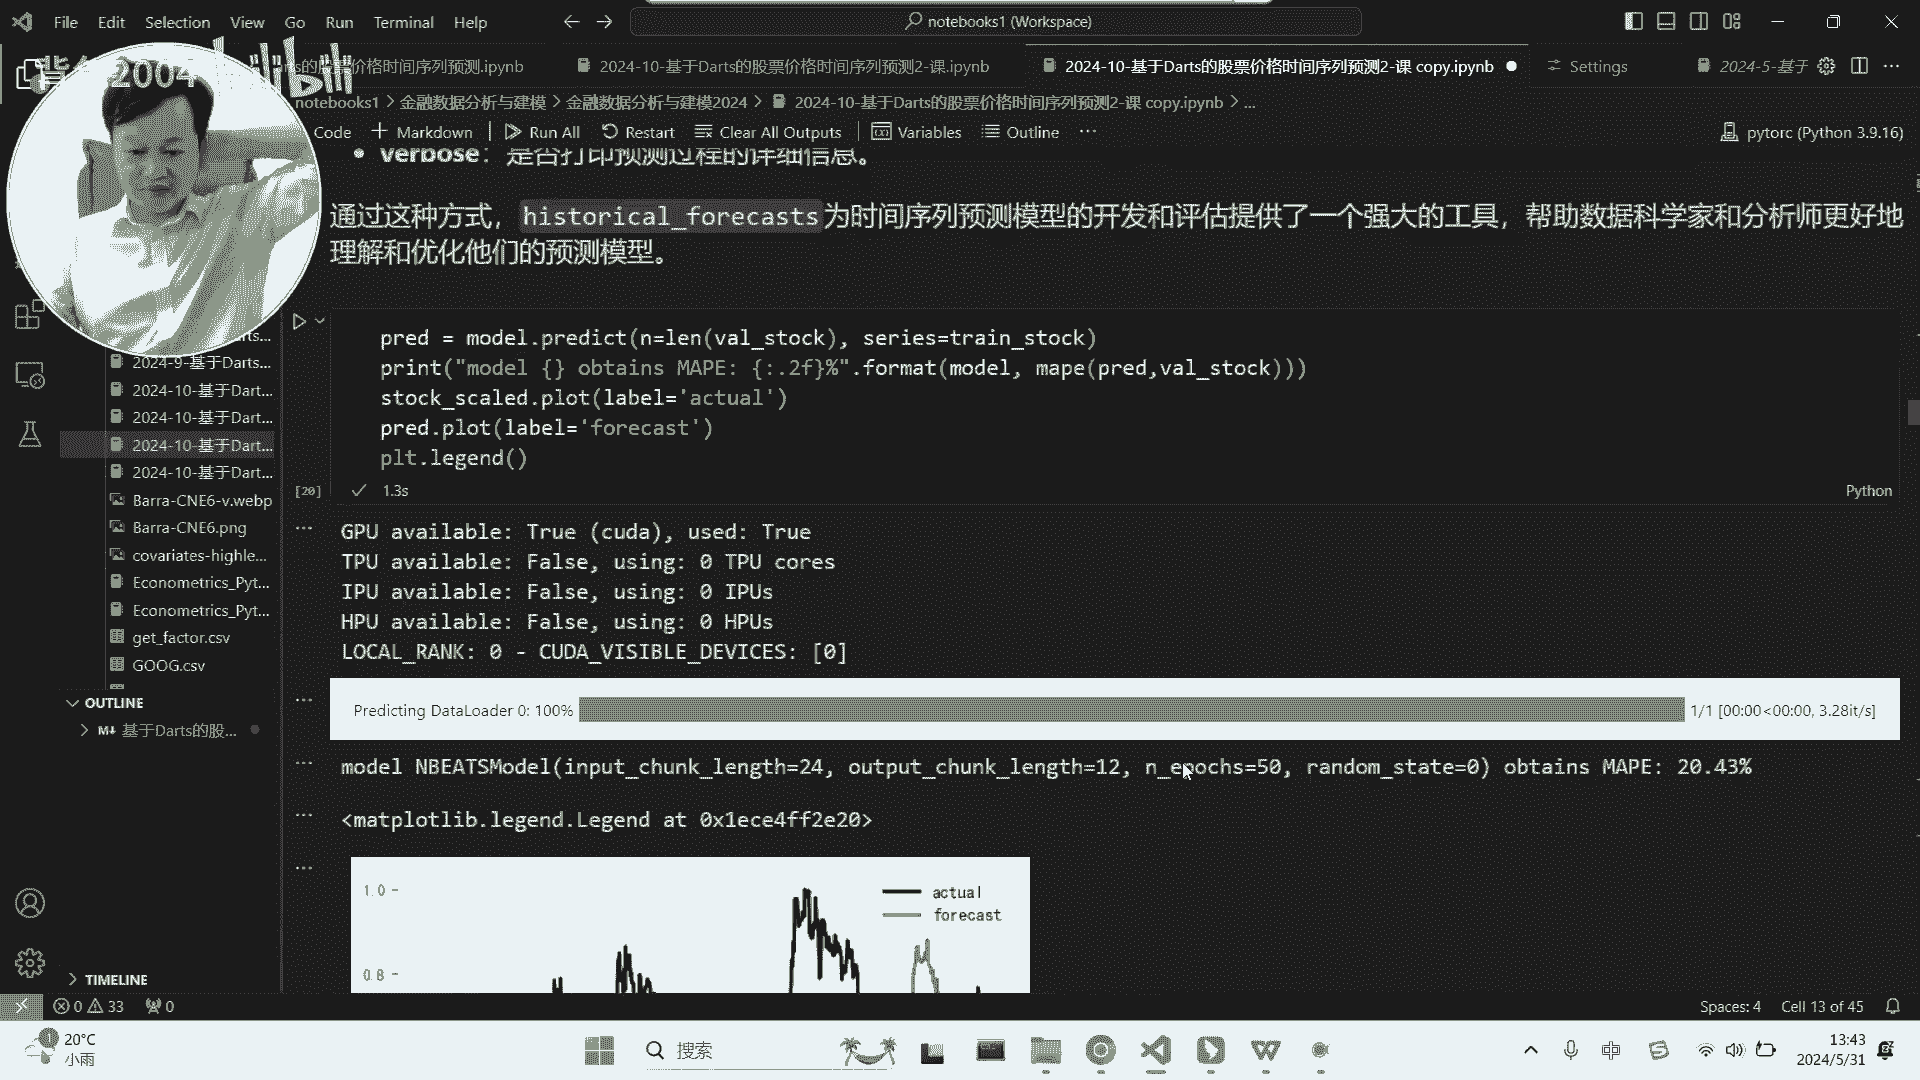 File Edit Selection View Go Run Terminal Help
notebooks1 (Workspace)
2004
bilibili
的股票价格时间序列预测.ipynb
2024-10-基于Darts的股票价格时间序列预测2-课.ipynb
2024-10-基于Darts的股票价格时间序列预测2-课 copy.ipynb
Settings
2024-5-基于
notebooks1 > 金融数据分析与建模 > 金融数据分析与建模2024 > 2024-10-基于Darts的股票价格时间序列预测2-课 copy.ipynb > ...
Code + Markdown | Run All Restart Clear All Outputs | Variables Outline ...
pytorc (Python 3.9.16)
• verbose：是否打印预测过程的详细信息。
通过这种方式，historical_forecasts为时间序列预测模型的开发和评估提供了一个强大的工具，帮助数据科学家和分析师更好地
理解和优化他们的预测模型。
2024-9-基于Darts...
2024-10-基于Dart...
2024-10-基于Dart...
2024-10-基于Dart...
2024-10-基于Dart...
Barra-CNE6-v.webp
Barra-CNE6.png
covariates-highle...
Econometrics_Pyt...
Econometrics_Pyt...
get_factor.csv
GOOG.csv
OUTLINE
M↓ 基于Darts的股...
TIMELINE
pred = model.predict(n=len(val_stock), series=train_stock)
print("model {} obtains MAPE: {:.2f}%".format(model, mape(pred,val_stock)))
stock_scaled.plot(label='actual')
pred.plot(label='forecast')
plt.legend()
[20] ✓ 1.3s
Python
GPU available: True (cuda), used: True
TPU available: False, using: 0 TPU cores
IPU available: False, using: 0 IPUs
HPU available: False, using: 0 HPUs
LOCAL_RANK: 0 - CUDA_VISIBLE_DEVICES: [0]
Predicting DataLoader 0: 100% 1/1 [00:00<00:00, 3.28it/s]
model NBEATSModel(input_chunk_length=24, output_chunk_length=12, n_epochs=50, random_state=0) obtains MAPE: 20.43%
<matplotlib.legend.Legend at 0x1ece4ff2e20>
1.0
actual
forecast
0.8
0 33 0
Spaces: 4 Cell 13 of 45
20°C
小雨
搜索
中
13:43
2024/5/31